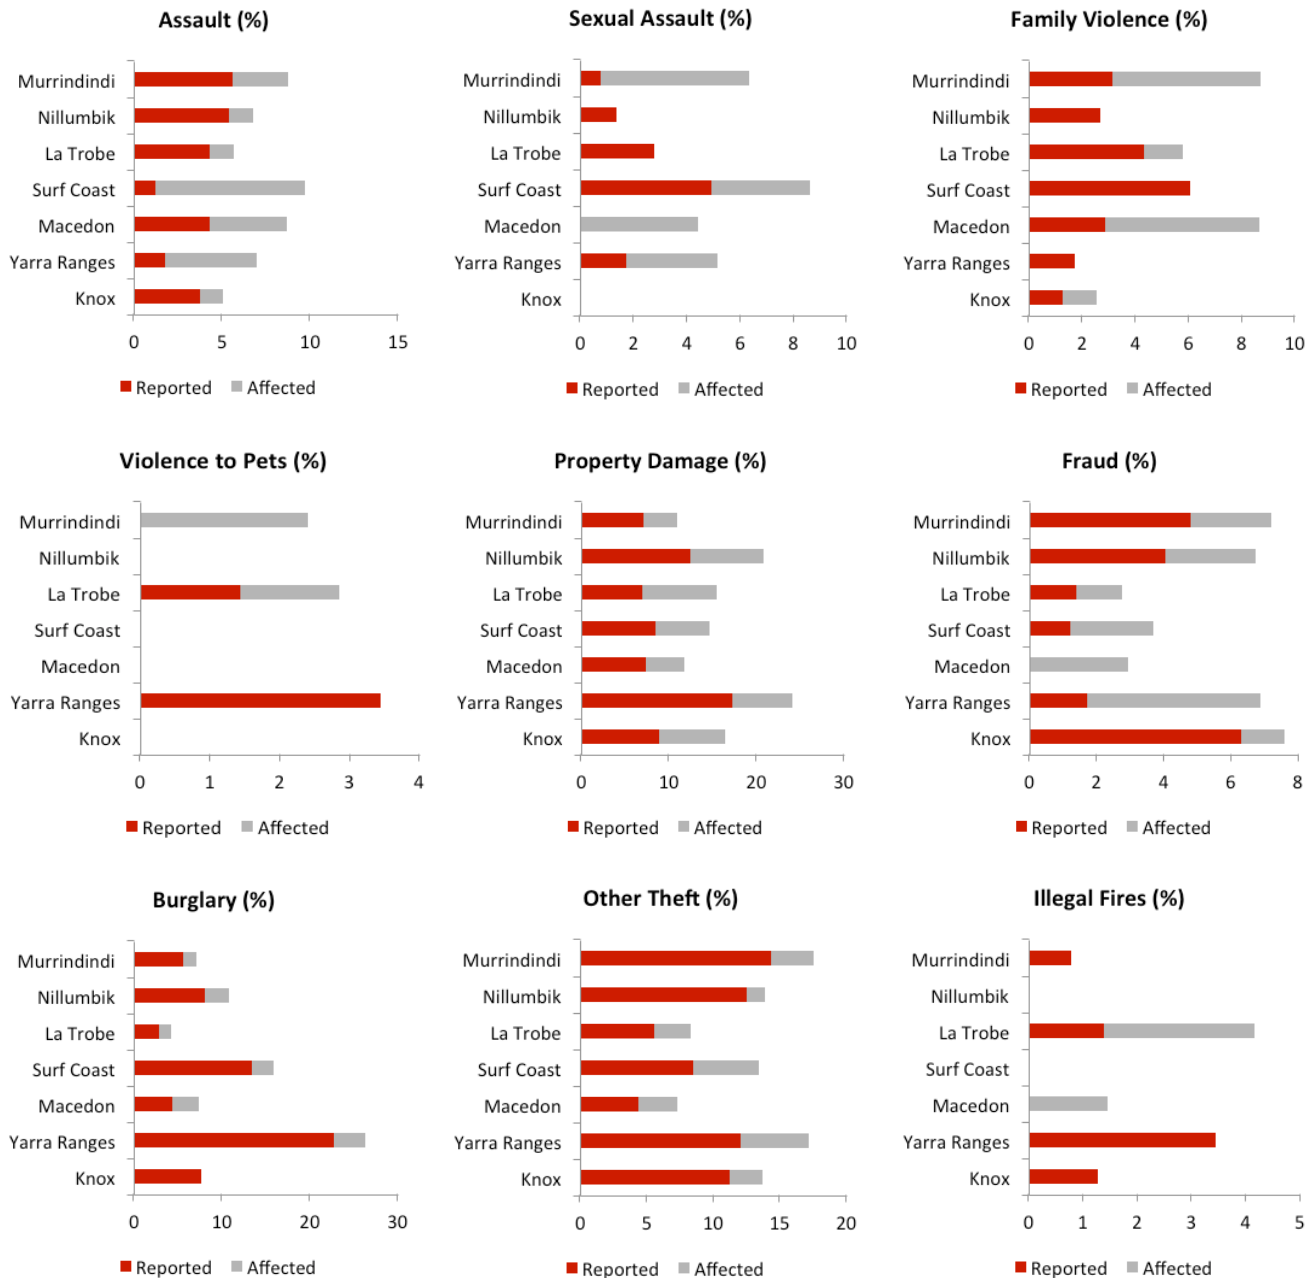 Assault (%)
Murrindindi
Nillumbik
La Trobe
Surf Coast
Macedon
Yarra Ranges
Knox
0 5 10 15
Reported Affected
Sexual Assault (%)
Murrindindi
Nillumbik
La Trobe
Surf Coast
Macedon
Yarra Ranges
Knox
0 2 4 6 8 10
Reported Affected
Family Violence (%)
Murrindindi
Nillumbik
La Trobe
Surf Coast
Macedon
Yarra Ranges
Knox
0 2 4 6 8 10
Reported Affected
Violence to Pets (%)
Murrindindi
Nillumbik
La Trobe
Surf Coast
Macedon
Yarra Ranges
Knox
0 1 2 3 4
Reported Affected
Property Damage (%)
Murrindindi
Nillumbik
La Trobe
Surf Coast
Macedon
Yarra Ranges
Knox
0 10 20 30
Reported Affected
Fraud (%)
Murrindindi
Nillumbik
La Trobe
Surf Coast
Macedon
Yarra Ranges
Knox
0 2 4 6 8
Reported Affected
Burglary (%)
Murrindindi
Nillumbik
La Trobe
Surf Coast
Macedon
Yarra Ranges
Knox
0 10 20 30
Reported Affected
Other Theft (%)
Murrindindi
Nillumbik
La Trobe
Surf Coast
Macedon
Yarra Ranges
Knox
0 5 10 15 20
Reported Affected
Illegal Fires (%)
Murrindindi
Nillumbik
La Trobe
Surf Coast
Macedon
Yarra Ranges
Knox
0 1 2 3 4 5
Reported Affected